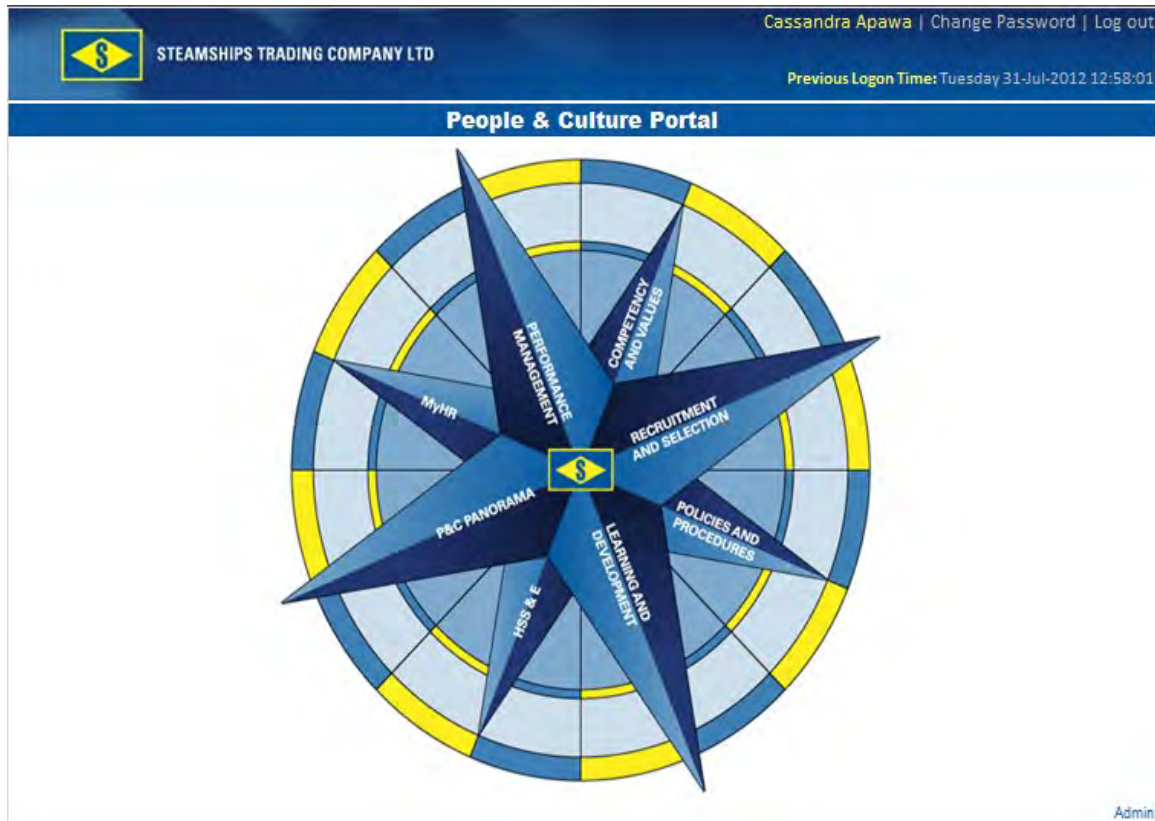 Cassandra Apawa | Change Password | Log out
S
STEAMSHIPS TRADING COMPANY LTD
Previous Logon Time: Tuesday 31-Jul-2012 12:58:01
People & Culture Portal
PERFORMANCE
MANAGEMENT
COMPETENCY
AND VALUES
MyHR
RECRUITMENT
AND SELECTION
S
P&C PANORAMA
POLICIES AND
PROCEDURES
LEARNING AND
DEVELOPMENT
HSS & E
Admin